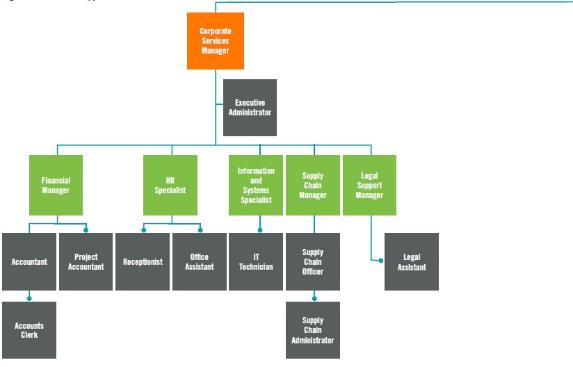 Corporate
Services
Manager
Executive
Administrator
Financial
Manager
HR
Specialist
Information
and
Systems
Specialist
Supply
Chain
Manager
Legal
Support
Manager
Accountant
Project
Accountant
Receptionist
Office
Assistant
IT
Technician
Supply
Chain
Officer
Legal
Assistant
Accounts
Clerk
Supply
Chain
Administrator